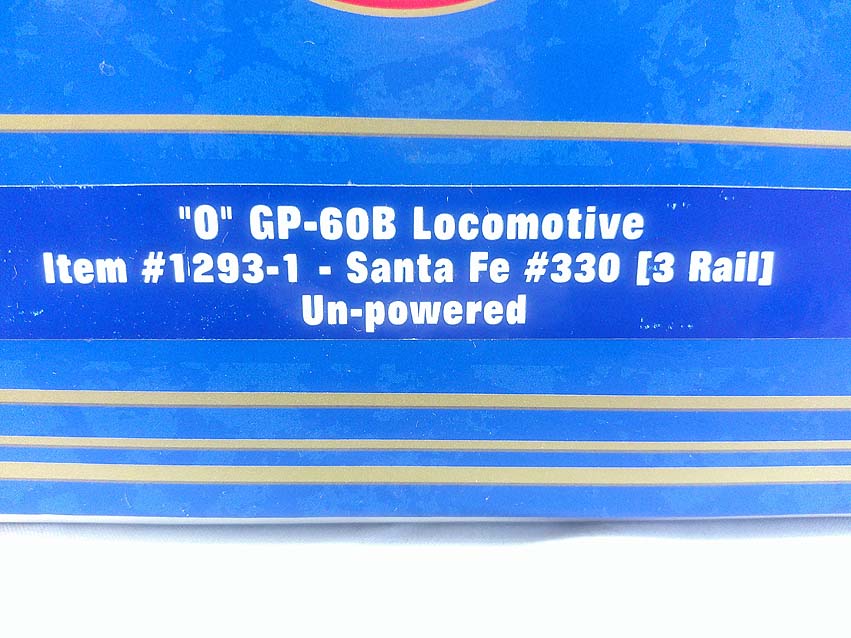 "O" GP-60B Locomotive
Item #1293-1 - Santa Fe #330 [3 Rail]
Un-powered